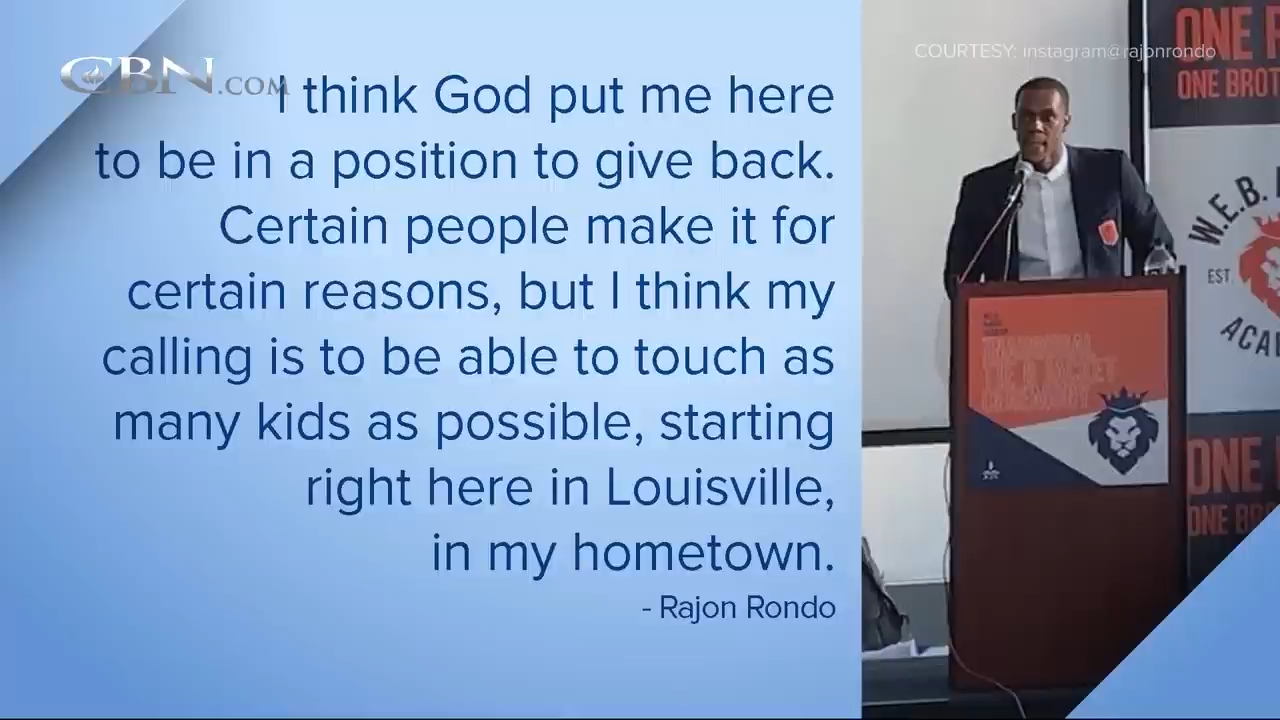 CBN.COM
I think God put me here
to be in a position to give back.
Certain people make it for
certain reasons, but I think my
calling is to be able to touch as
many kids as possible, starting
right here in Louisville,
in my hometown.
- Rajon Rondo
COURTESY: instagram@rajonrondo
ONE
ONE BROT
W.E.B.
EST.
ACA
ONE
ONE BRO